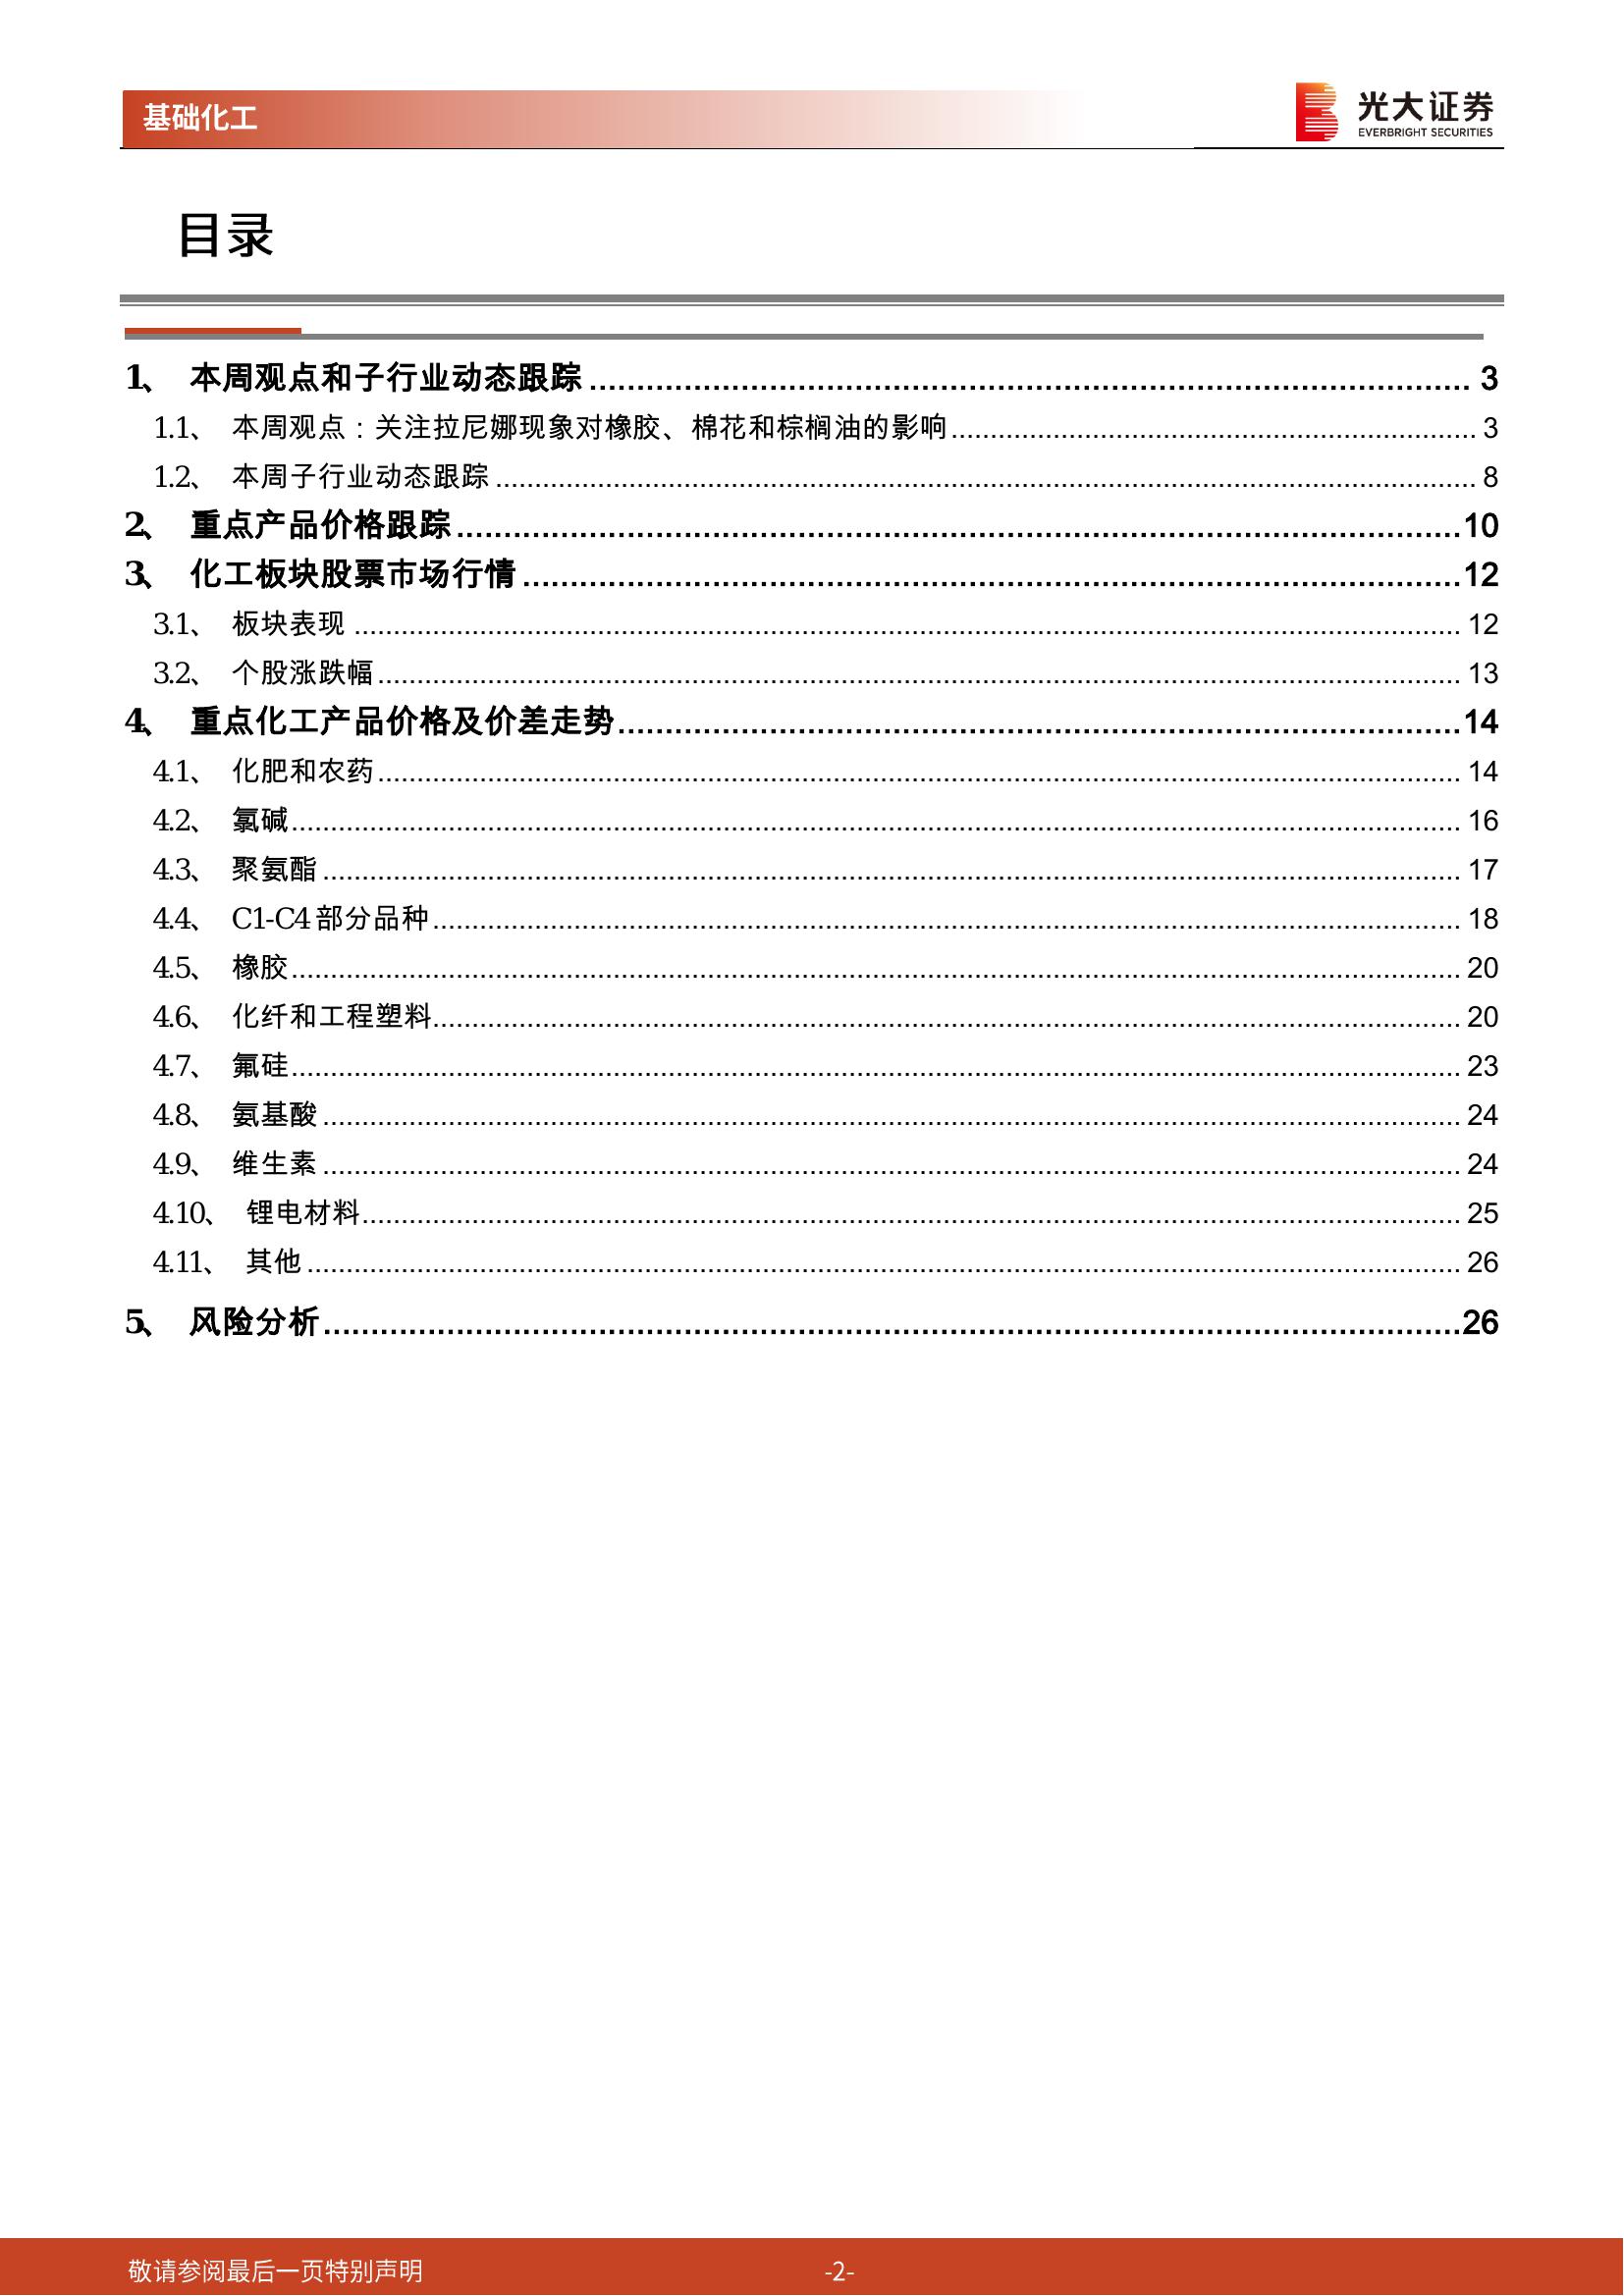 基础化工
光大证券
EVERBRIGHT SECURITIES
目录
1、 本周观点和子行业动态跟踪 ........ 3
1.1、 本周观点：关注拉尼娜现象对橡胶、棉花和棕榈油的影响 ........ 3
1.2、 本周子行业动态跟踪 ........ 8
2、 重点产品价格跟踪 ........ 10
3、 化工板块股票市场行情 ........ 12
3.1、 板块表现 ........ 12
3.2、 个股涨跌幅 ........ 13
4、 重点化工产品价格及价差走势 ........ 14
4.1、 化肥和农药 ........ 14
4.2、 氯碱 ........ 16
4.3、 聚氨酯 ........ 17
4.4、 C1-C4 部分品种 ........ 18
4.5、 橡胶 ........ 20
4.6、 化纤和工程塑料 ........ 20
4.7、 氟硅 ........ 23
4.8、 氨基酸 ........ 24
4.9、 维生素 ........ 24
4.10、 锂电材料 ........ 25
4.11、 其他 ........ 26
5、 风险分析 ........ 26
敬请参阅最后一页特别声明 -2-